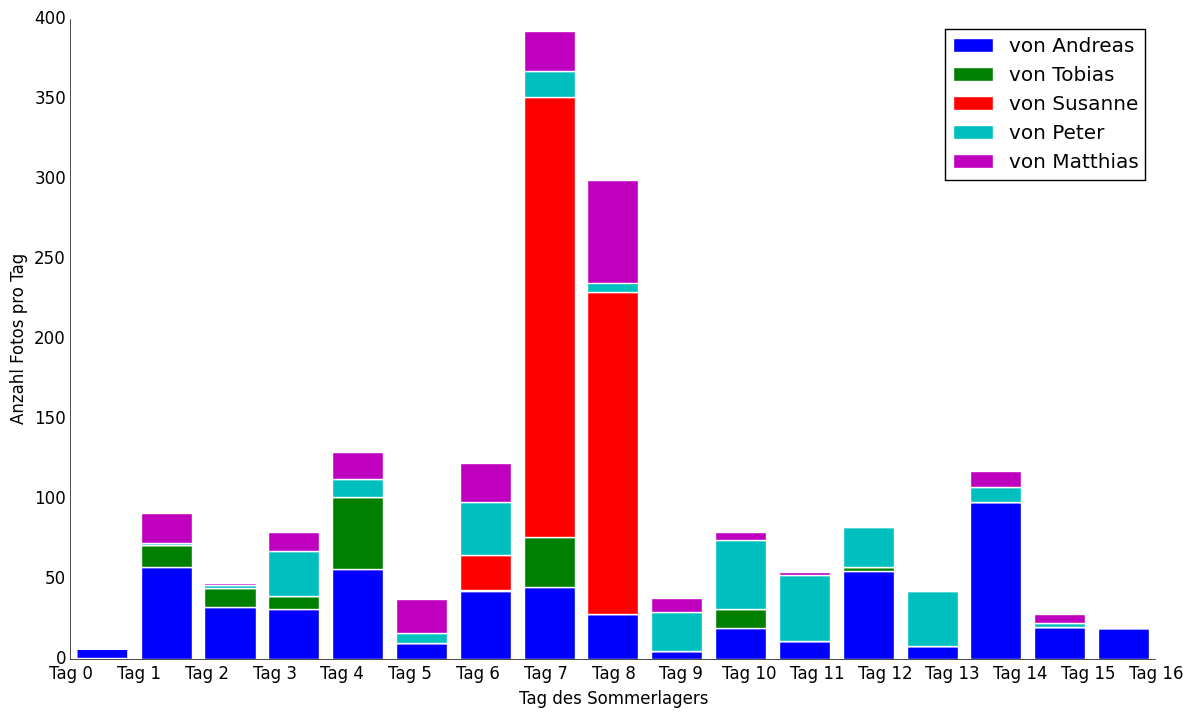 400
350
300
250
200
150
100
50
0
Anzahl Fotos pro Tag
von Andreas
von Tobias
von Susanne
von Peter
von Matthias
Tag 0 Tag 1 Tag 2 Tag 3 Tag 4 Tag 5 Tag 6 Tag 7 Tag 8 Tag 9 Tag 10 Tag 11 Tag 12 Tag 13 Tag 14 Tag 15 Tag 16
Tag des Sommerlagers